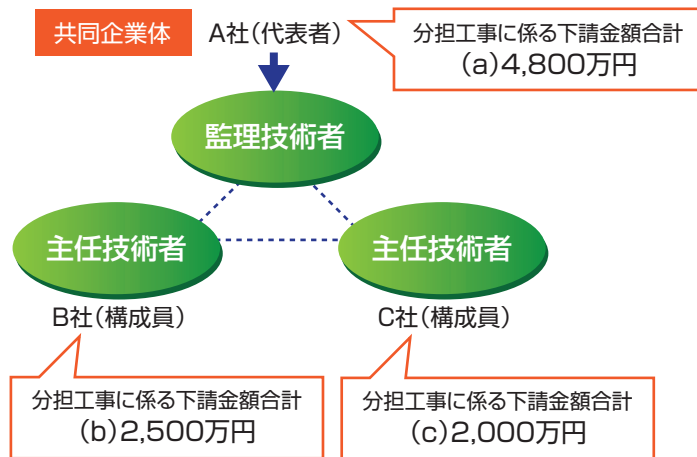 共同企業体
A社(代表者)
分担工事に係る下請金額合計
(a)4,800万円
監理技術者
主任技術者
主任技術者
B社(構成員)
C社(構成員)
分担工事に係る下請金額合計
(b)2,500万円
分担工事に係る下請金額合計
(c)2,000万円